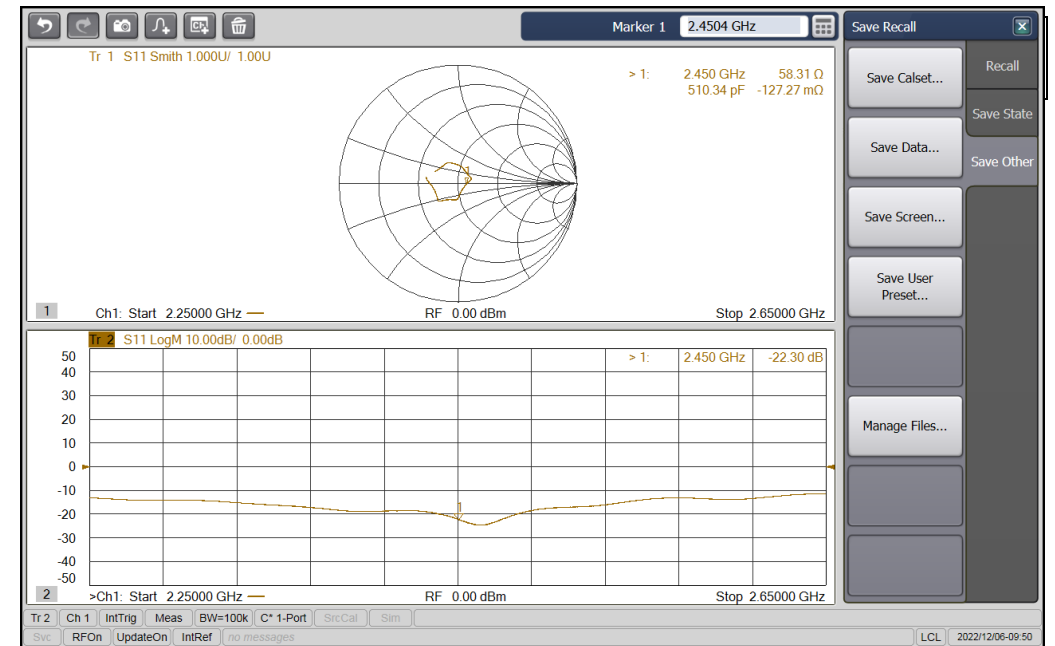 Marker 1 2.4504 GHz
Save Recall
Tr 1 S11 Smith 1.000U/ 1.00U
> 1: 2.450 GHz 58.31 Ω
510.34 pF -127.27 mΩ
1
Ch1: Start 2.25000 GHz —
RF 0.00 dBm
Stop 2.65000 GHz
Tr 2 S11 LogM 10.00dB/ 0.00dB
> 1: 2.450 GHz -22.30 dB
50
40
30
20
10
0
-10
-20
-30
-40
-50
1
2
>Ch1: Start 2.25000 GHz —
RF 0.00 dBm
Stop 2.65000 GHz
Save Calset...
Save Data...
Save Screen...
Save User
Preset...
Manage Files...
Recall
Save State
Save Other
Tr 2 Ch 1 IntTrig Meas BW=100k C* 1-Port SrcCal Sim
Svc RFOn UpdateOn IntRef no messages LCL 2022/12/06-09:50